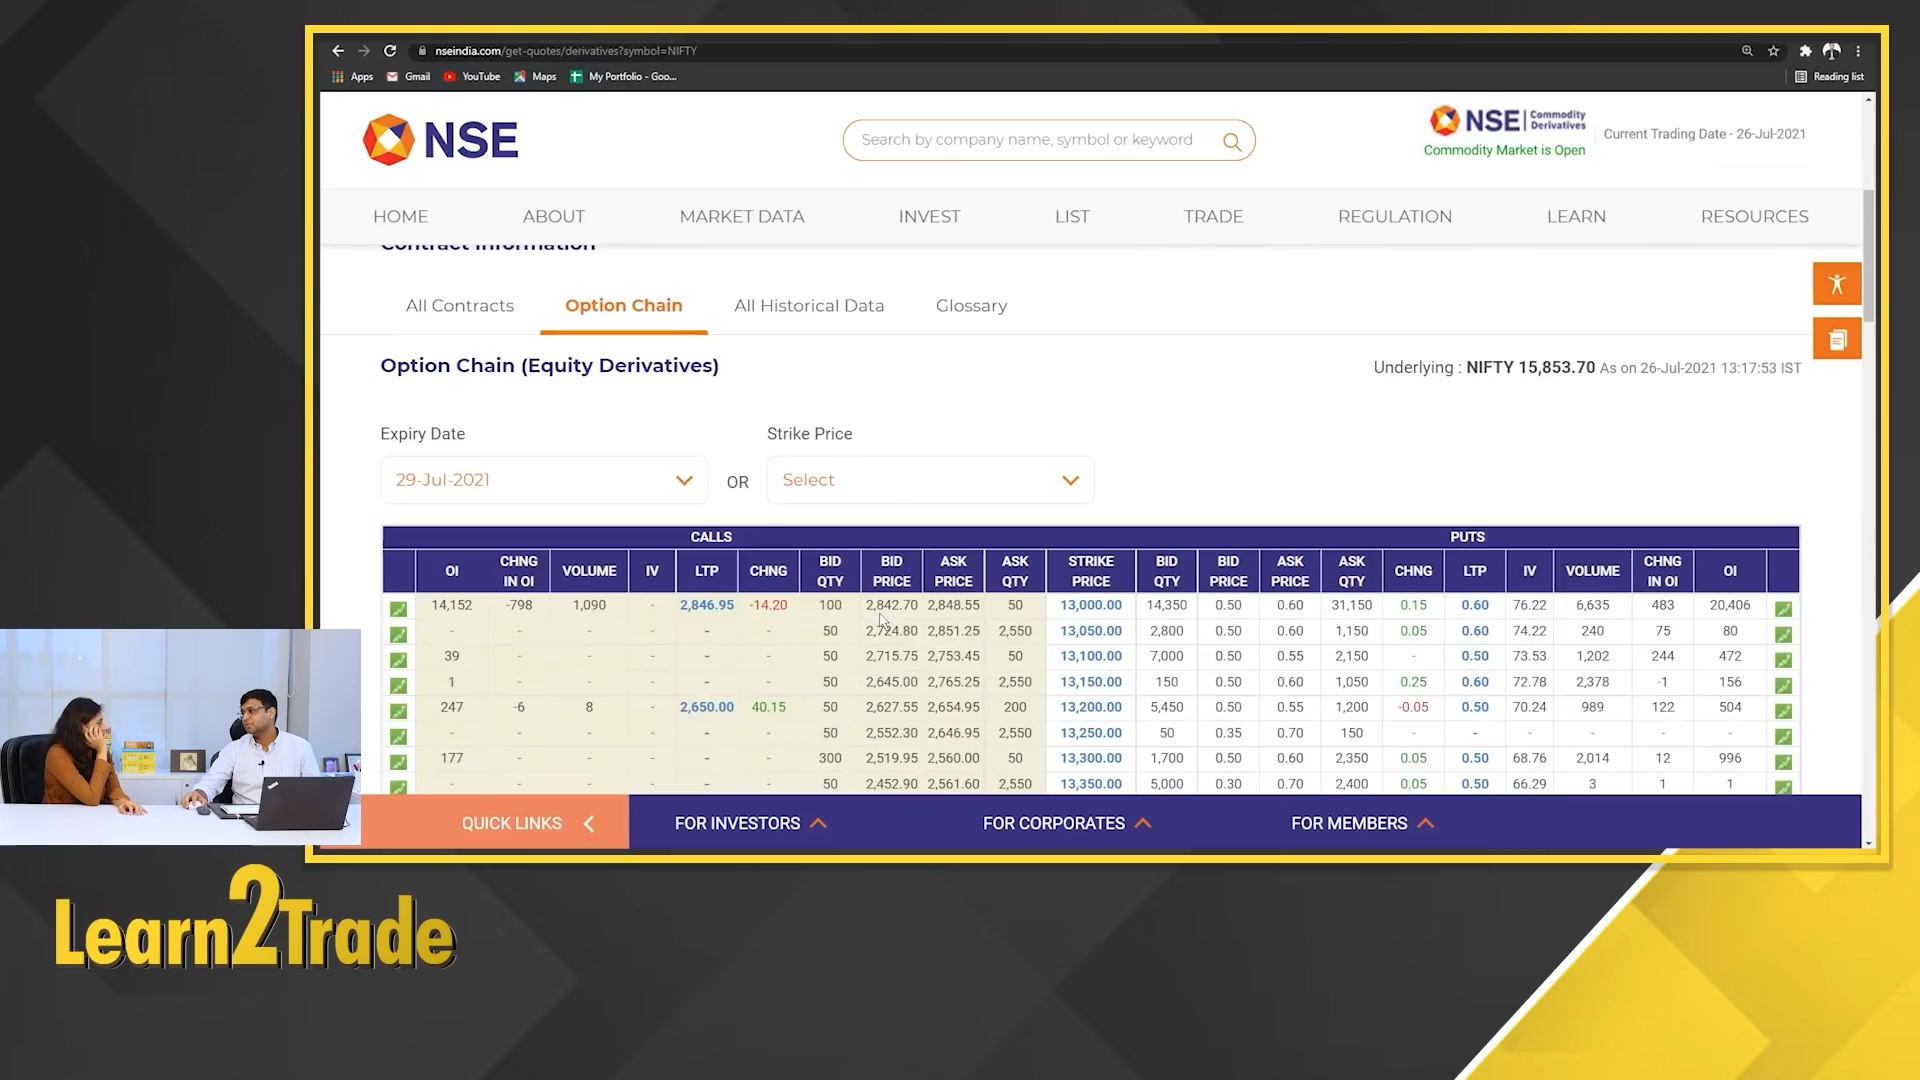 nseindia.com/get-quotes/derivatives?symbol=NIFTY
Apps Gmail YouTube Maps My Portfolio - Goo... Reading list
NSE
Search by company name, symbol or keyword
NSE Commodity Derivatives
Commodity Market is Open
Current Trading Date - 26-Jul-2021
HOME ABOUT MARKET DATA INVEST LIST TRADE REGULATION LEARN RESOURCES
Contract Information
All Contracts Option Chain All Historical Data Glossary
Option Chain (Equity Derivatives)
Underlying : NIFTY 15,853.70 As on 26-Jul-2021 13:17:53 IST
Expiry Date Strike Price
29-Jul-2021 OR Select
CALLS PUTS
OI CHNG IN OI VOLUME IV LTP CHNG BID QTY BID PRICE ASK PRICE ASK QTY STRIKE PRICE BID QTY BID PRICE ASK PRICE ASK QTY CHNG LTP IV VOLUME CHNG IN OI OI
14,152 -798 1,090 - 2,846.95 -14.20 100 2,842.70 2,848.55 50 13,000.00 14,350 0.50 0.60 31,150 0.15 0.60 76.22 6,635 483 20,406
- - - - - - 50 2,724.80 2,851.25 2,550 13,050.00 2,800 0.50 0.60 1,150 0.05 0.60 74.22 240 75 80
39 - - - - - 50 2,715.75 2,753.45 50 13,100.00 7,000 0.50 0.55 2,150 - 0.50 73.53 1,202 244 472
1 - - - - - 50 2,645.00 2,765.25 2,550 13,150.00 150 0.50 0.60 1,050 0.25 0.60 72.78 2,378 -1 156
247 -6 8 - 2,650.00 40.15 50 2,627.55 2,654.95 200 13,200.00 5,450 0.50 0.55 1,200 -0.05 0.50 70.24 989 122 504
- - - - - - 50 2,552.30 2,646.95 2,550 13,250.00 50 0.35 0.70 150 - - - - - -
177 - - - - - 300 2,519.95 2,560.00 50 13,300.00 1,700 0.50 0.60 2,350 0.05 0.50 68.76 2,014 12 996
- - - - - - 50 2,452.90 2,561.60 2,550 13,350.00 5,000 0.30 0.70 2,400 0.05 0.50 66.29 3 1 1
QUICK LINKS FOR INVESTORS FOR CORPORATES FOR MEMBERS
Learn2Trade